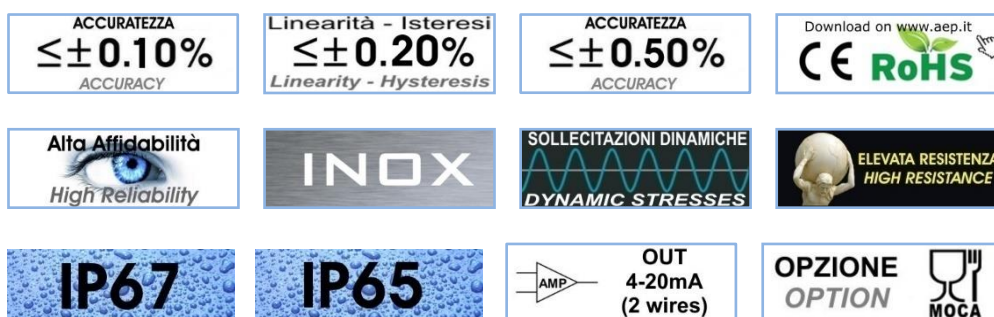 ACCURATEZZA
≤±0.10%
ACCURACY
Linearità - Isteresi
≤±0.20%
Linearity - Hysteresis
ACCURATEZZA
≤±0.50%
ACCURACY
Download on www.aep.it
CE RoHS
Alta Affidabilità
High Reliability
INOX
SOLLECITAZIONI DINAMICHE
DYNAMIC STRESSES
ELEVATA RESISTENZA
HIGH RESISTANCE
IP67
IP65
AMP
OUT
4-20mA
(2 wires)
OPZIONE
OPTION
MOCA